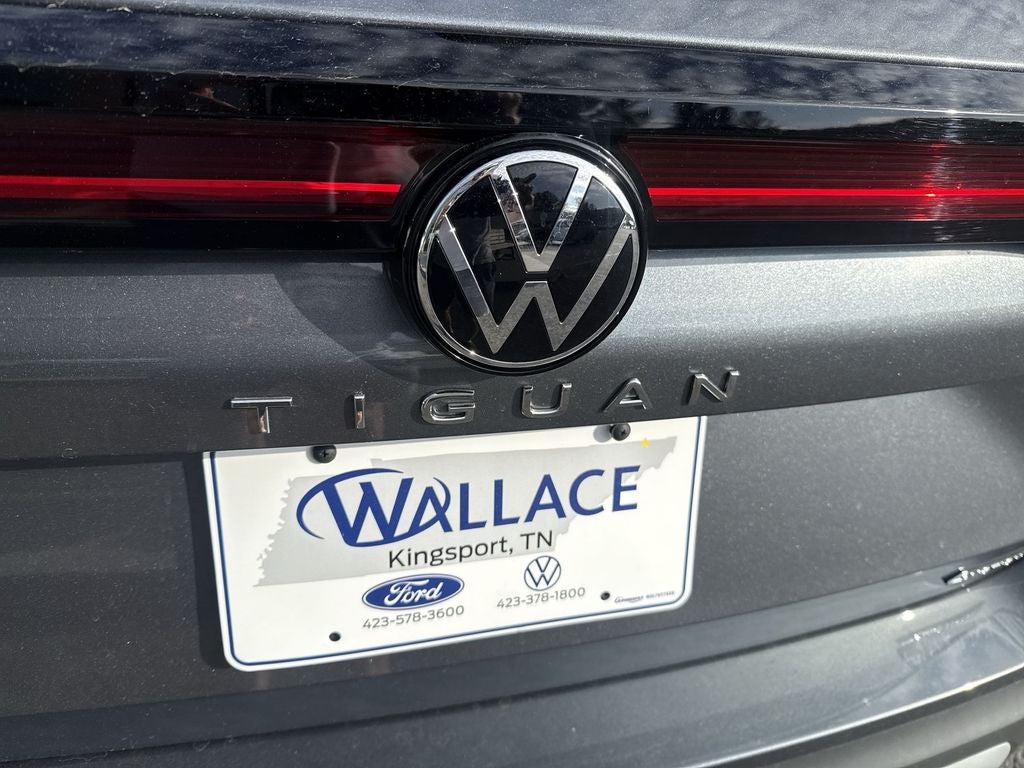 TIGUAN
WALLACE
Kingsport, TN
Ford
423-578-3600
423-378-1800